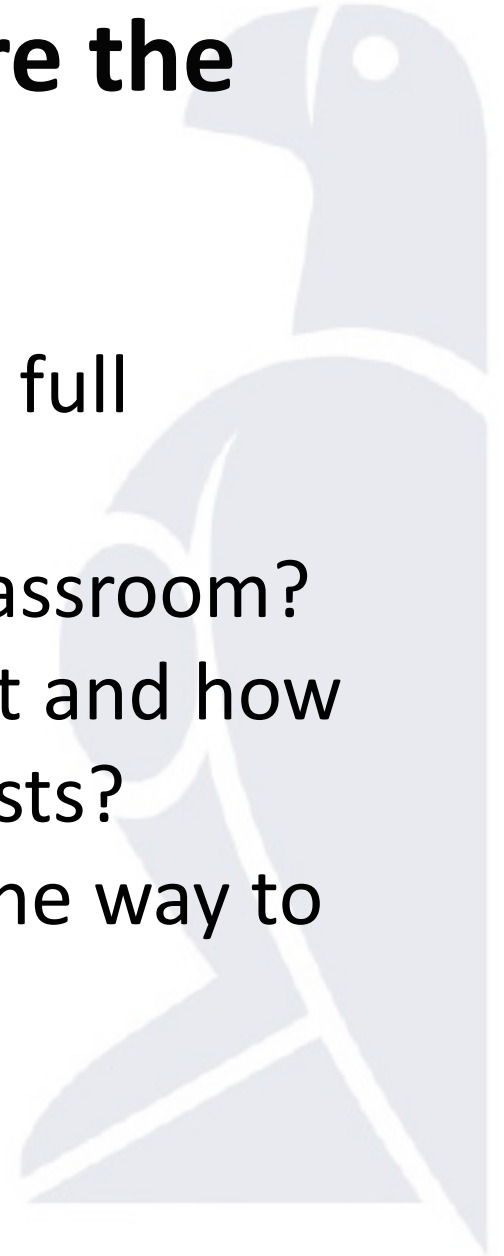 re the
full
assroom?
t and how
sts?
ne way to